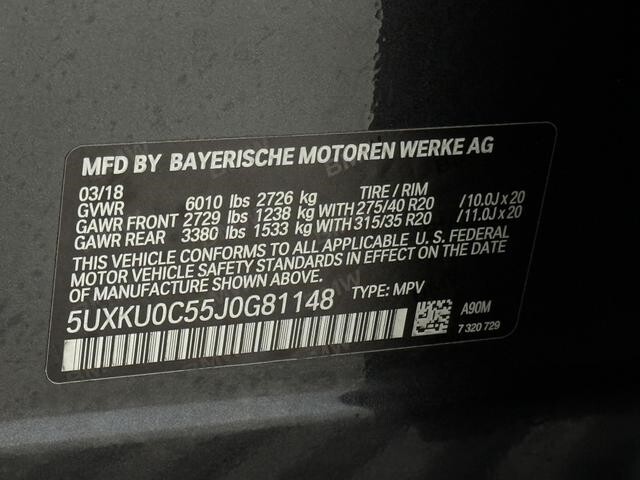 MFD BY BAYERISCHE MOTOREN WERKE AG
03/18 TIRE / RIM
GVWR 6010 lbs 2726 kg
GAWR FRONT 2729 lbs 1238 kg WITH 275/40 R20 /10.0J x 20
GAWR REAR 3380 lbs 1533 kg WITH 315/35 R20 /11.0J x 20
THIS VEHICLE CONFORMS TO ALL APPLICABLE U.S. FEDERAL
MOTOR VEHICLE SAFETY STANDARDS IN EFFECT ON THE DATE
OF MANUFACTURE SHOWN ABOVE.
5UXKU0C55J0G81148 TYPE: MPV
A90M
7 320 729